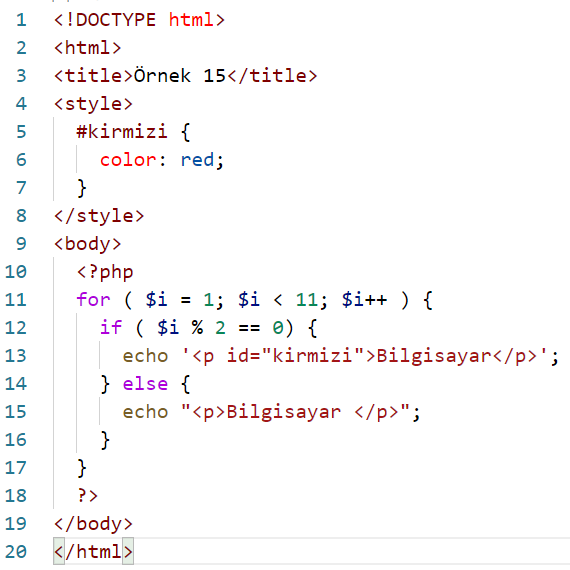 1 <!DOCTYPE html>
2 <html>
3 <title>Örnek 15</title>
4 <style>
5   #kirmizi {
6     color: red;
7   }
8 </style>
9 <body>
10   <?php
11   for ( $i = 1; $i < 11; $i++ ) {
12     if ( $i % 2 == 0) {
13       echo '<p id="kirmizi">Bilgisayar</p>';
14     } else {
15       echo "<p>Bilgisayar </p>";
16     }
17   }
18   ?>
19 </body>
20 </html>